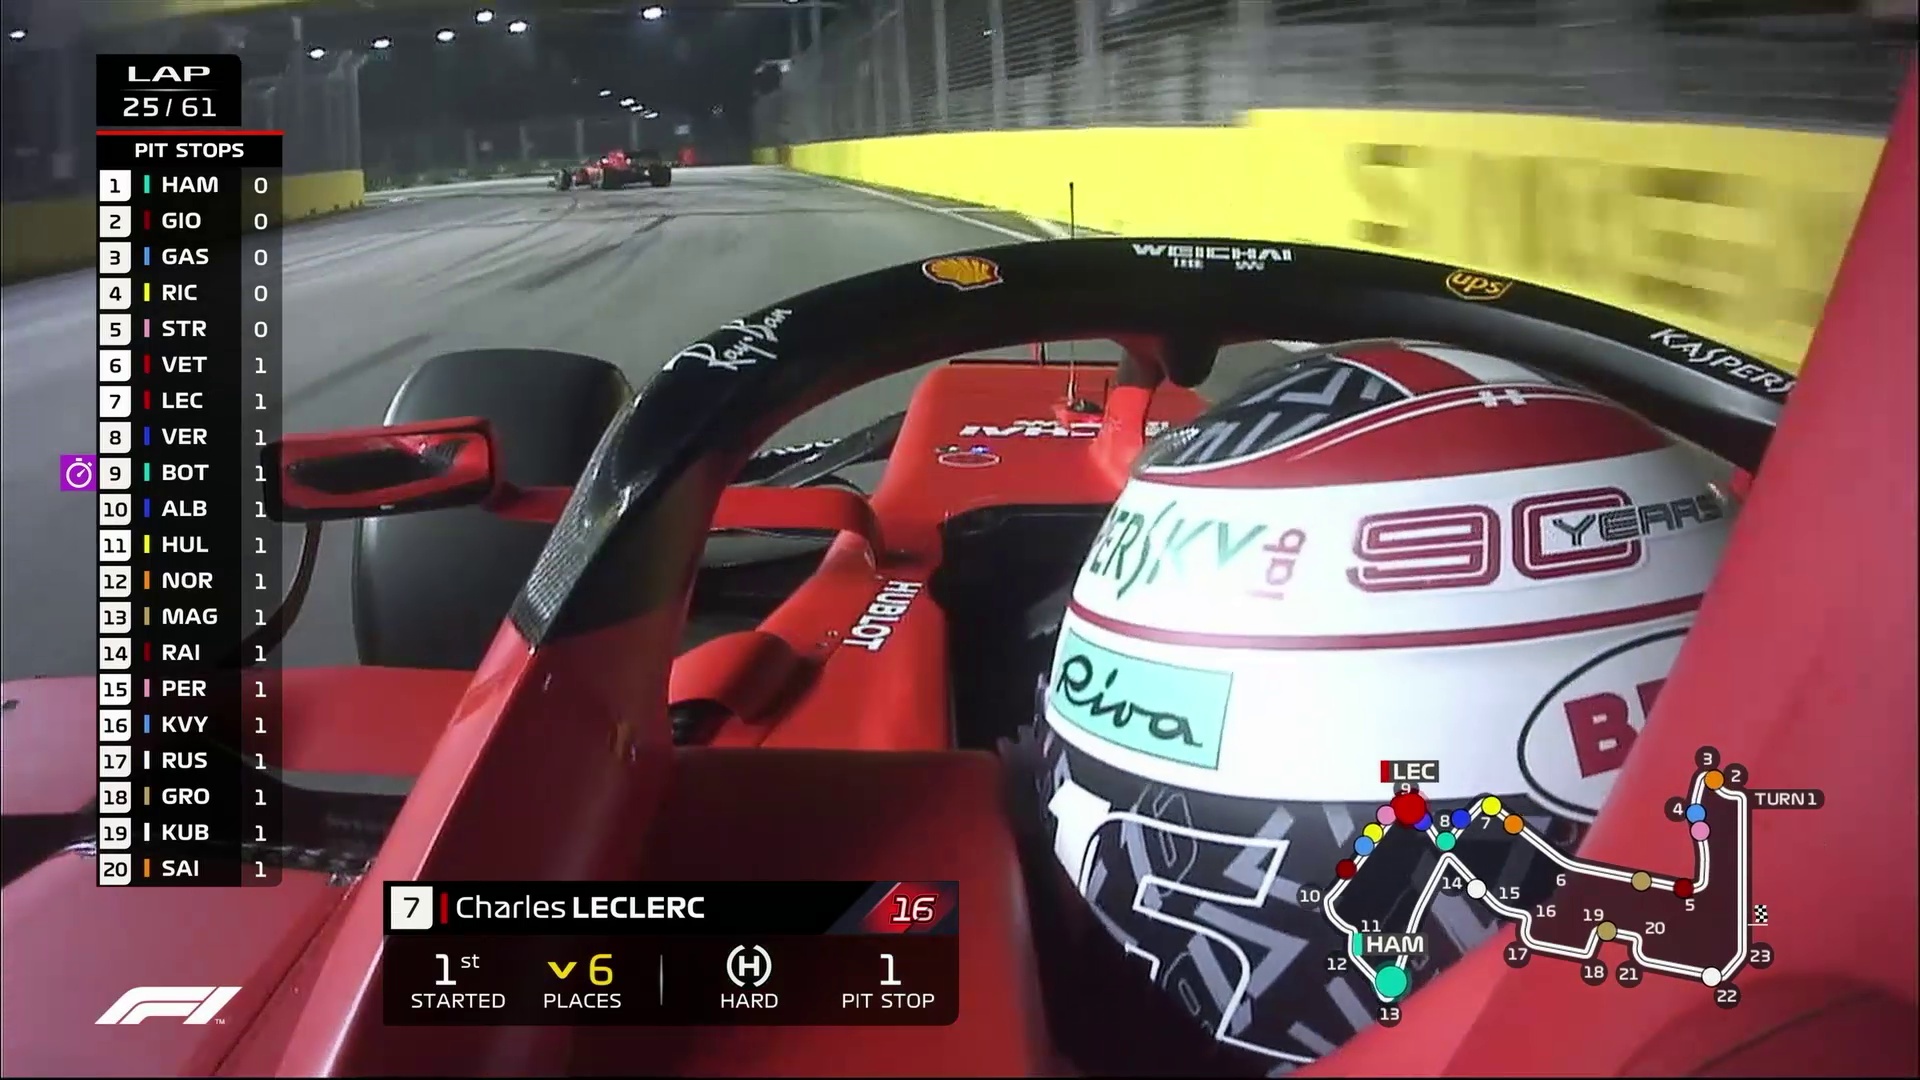 LAP
25/61
PIT STOPS
1 HAM 0
2 GIO 0
3 GAS 0
4 RIC 0
5 STR 0
6 VET 1
7 LEC 1
8 VER 1
9 BOT 1
10 ALB 1
11 HUL 1
12 NOR 1
13 MAG 1
14 RAI 1
15 PER 1
16 KVY 1
17 RUS 1
18 GRO 1
19 KUB 1
20 SAI 1
WEICHAI
ups
Ray-Ban
KASPERS
90 YEARS
PERSKY lab
HUBLOT
Riva
7 Charles LECLERC 16
1st
STARTED
6
PLACES
H
HARD
1
PIT STOP
F1
LEC
HAM
TURN 1
2
3
4
5
6
7
8
9
10
11
12
13
14
15
16
17
18
19
20
21
22
23